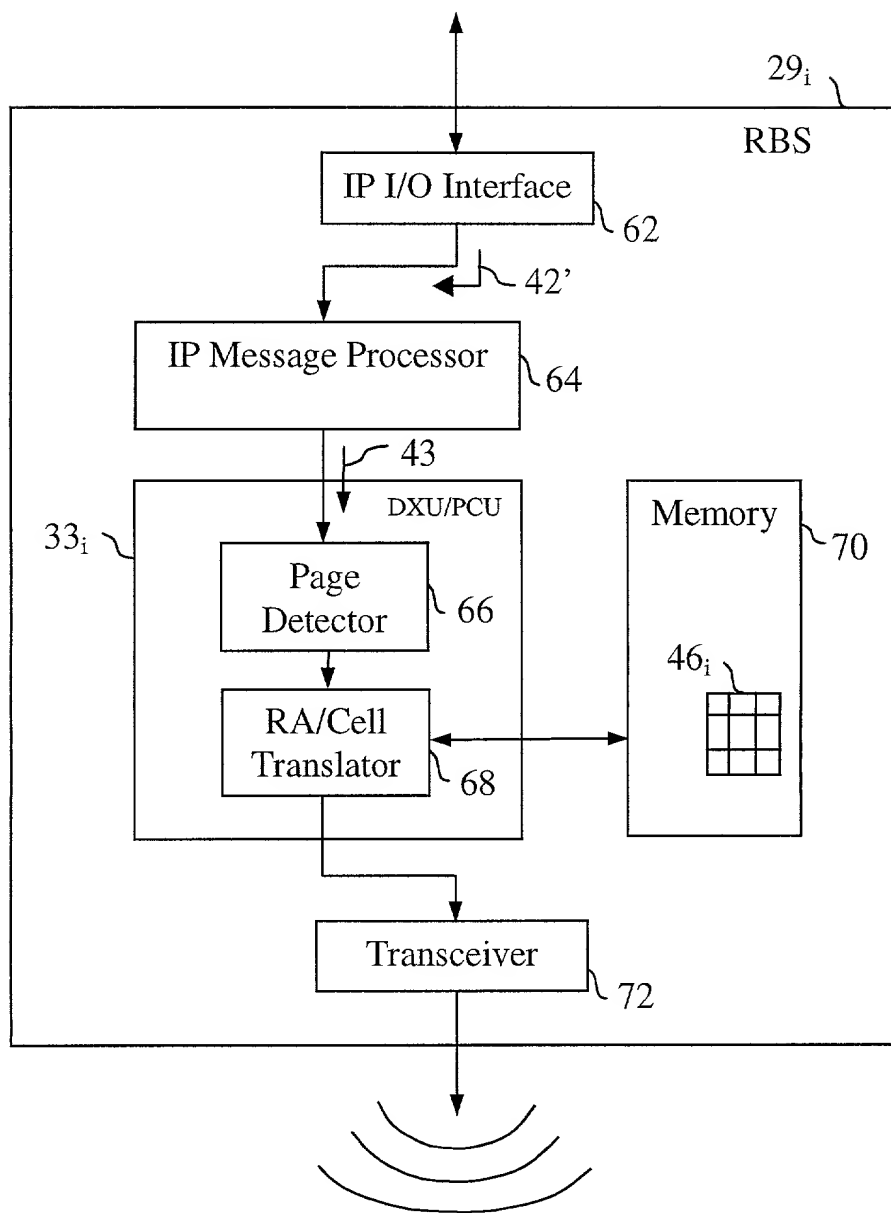 29i
RBS
IP I/O Interface
62
42’
IP Message Processor
64
43
DXU/PCU
33i
Page
Detector
66
RA/Cell
Translator
68
Memory
70
46i
Transceiver
72